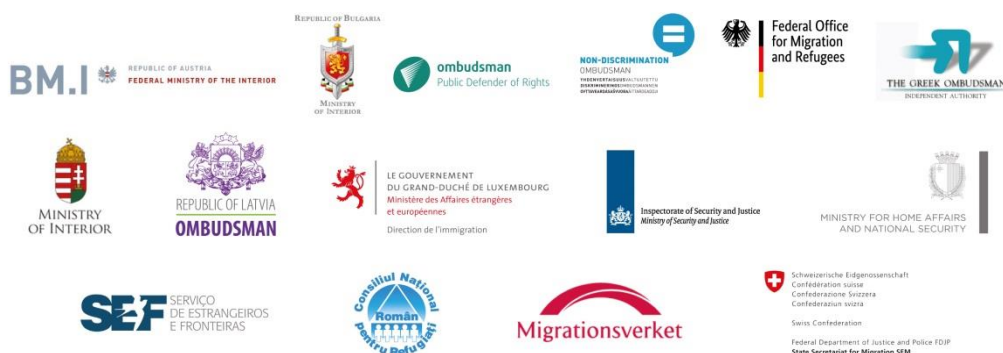 BM.I
REPUBLIC OF AUSTRIA
FEDERAL MINISTRY OF THE INTERIOR
REPUBLIC OF BULGARIA
MINISTRY
OF INTERIOR
ombudsman
Public Defender of Rights
NON-DISCRIMINATION
OMBUDSMAN
Federal Office
for Migration
and Refugees
THE GREEK OMBUDSMAN
INDEPENDENT AUTHORITY
MINISTRY
OF INTERIOR
REPUBLIC OF LATVIA
OMBUDSMAN
LE GOUVERNEMENT
DU GRAND-DUCHÉ DE LUXEMBOURG
Ministère des Affaires étrangères
et européennes
Direction de l'immigration
Inspectorate of Security and Justice
Ministry of Security and Justice
MINISTRY FOR HOME AFFAIRS
AND NATIONAL SECURITY
SEF
SERVIÇO
DE ESTRANGEIROS
E FRONTEIRAS
Consiliul Național
Român
pentru Refugiați
Migrationsverket
Schweizerische Eidgenossenschaft
Confédération suisse
Confederazione Svizzera
Confederaziun svizra
Swiss Confederation
Federal Department of Justice and Police FDJP
State Secretariat for Migration SEM